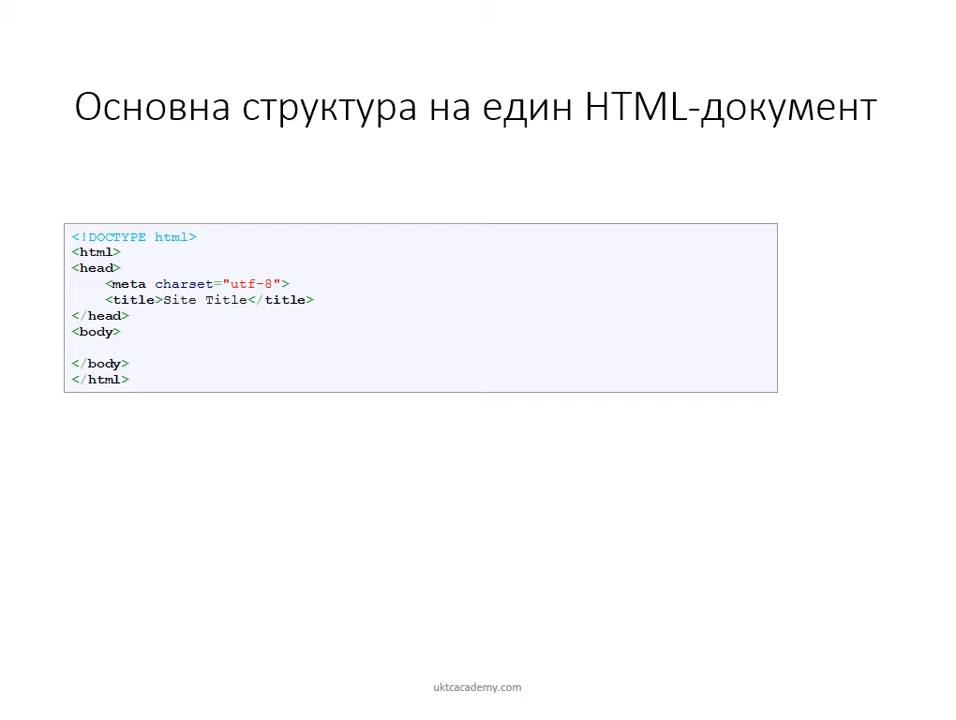 Основна структура на един HTML-документ
<!DOCTYPE html>
<html>
<head>
    <meta charset="utf-8">
    <title>Site Title</title>
</head>
<body>
</body>
</html>
uktcacademy.com